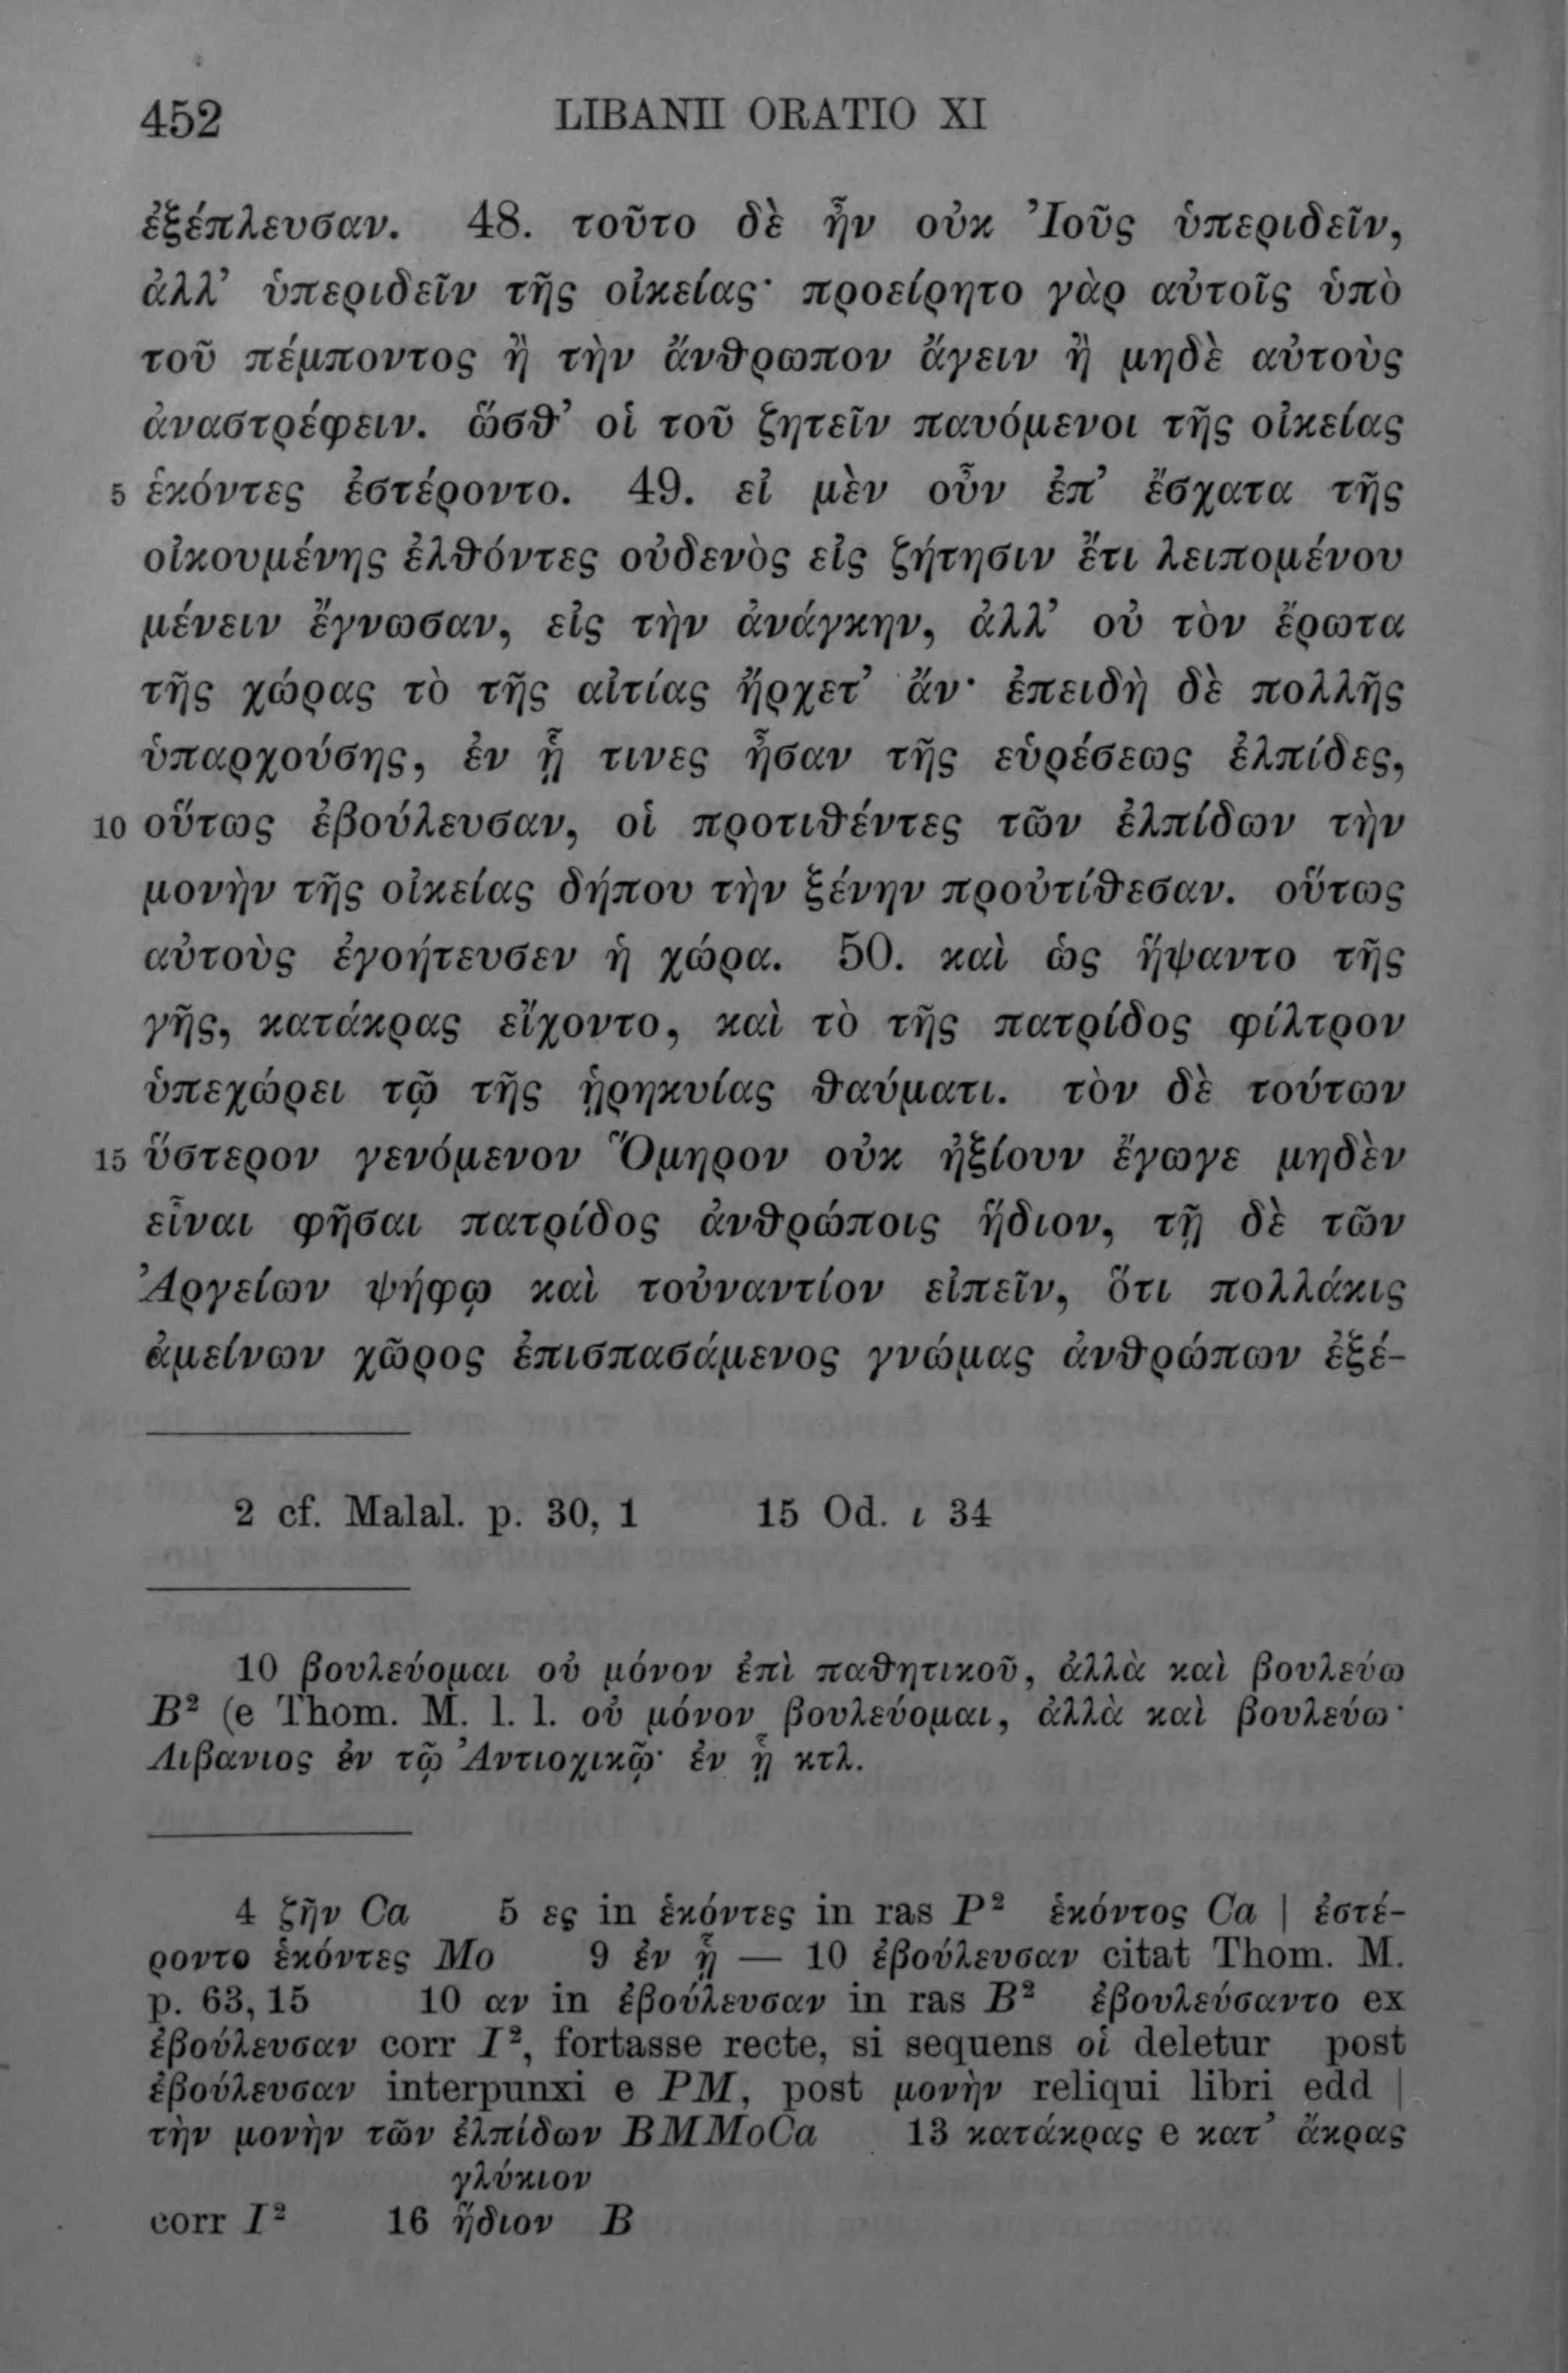 452 LIBANII ORATIO XI
ἐξέπλευσαν. 48. τοῦτο δὲ ἦν οὐκ Ἰοῦς ὑπεριδεῖν,
ἀλλ’ ὑπεριδεῖν τῆς οἰκείας· προείρητο γὰρ αὐτοῖς ὑπὸ
τοῦ πέμποντος ἢ τὴν ἄνθρωπον ἄγειν ἢ μηδὲ αὐτοὺς
ἀναστρέφειν. ὥσθ’ οἱ τοῦ ζητεῖν παυόμενοι τῆς οἰκείας
5 ἑκόντες ἐστέροντο. 49. εἰ μὲν οὖν ἐπ’ ἔσχατα τῆς
οἰκουμένης ἐλθόντες οὐδενὸς εἰς ζήτησιν ἔτι λειπομένου
μένειν ἔγνωσαν, εἰς τὴν ἀνάγκην, ἀλλ’ οὐ τὸν ἔρωτα
τῆς χώρας τὸ τῆς αἰτίας ἤρχετ’ ἄν· ἐπειδὴ δὲ πολλῆς
ὑπαρχούσης, ἐν ᾗ τινες ἦσαν τῆς εὑρέσεως ἐλπίδες,
10 οὕτως ἐβούλευσαν, οἱ προτιθέντες τῶν ἐλπίδων τὴν
μονὴν τῆς οἰκείας δήπου τὴν ξένην προὐτίθεσαν. οὕτως
αὐτοὺς ἐγοήτευσεν ἡ χώρα. 50. καὶ ὡς ἥψαντο τῆς
γῆς, κατάκρας εἴχοντο, καὶ τὸ τῆς πατρίδος φίλτρον
ὑπεχώρει τῷ τῆς ᾑρηκυίας θαύματι. τὸν δὲ τούτων
15 ὕστερον γενόμενον Ὅμηρον οὐκ ἠξίουν ἔγωγε μηδὲν
εἶναι φῆσαι πατρίδος ἀνθρώποις ἥδιον, τῇ δὲ τῶν
Ἀργείων ψήφῳ καὶ τοὐναντίον εἰπεῖν, ὅτι πολλάκις
ἀμείνων χῶρος ἐπισπασάμενος γνώμας ἀνθρώπων ἐξέ-
2 cf. Malal. p. 30, 1 15 Od. ι 34
10 βουλεύομαι οὐ μόνον ἐπὶ παθητικοῦ, ἀλλὰ καὶ βουλεύω
B² (e Thom. M. l. l. οὐ μόνον βουλεύομαι, ἀλλὰ καὶ βουλεύω·
Λιβανιος ἐν τῷ Ἀντιοχικῷ· ἐν ᾗ κτλ.
4 ζῆν Ca 5 ες in ἑκόντες in ras P² ἑκόντος Ca | ἐστέ-
ροντο ἑκόντες Mo 9 ἐν ᾗ — 10 ἐβούλευσαν citat Thom. M.
p. 63, 15 10 αν in ἐβούλευσαν in ras B² ἐβουλεύσαντο ex
ἐβούλευσαν corr I², fortasse recte, si sequens οἱ deletur post
ἐβούλευσαν interpunxi e PM, post μονὴν reliqui libri edd |
τὴν μονὴν τῶν ἐλπίδων BMMoCa 13 κατάκρας e κατ’ ἄκρας
γλύκιον
corr I² 16 ἥδιον B